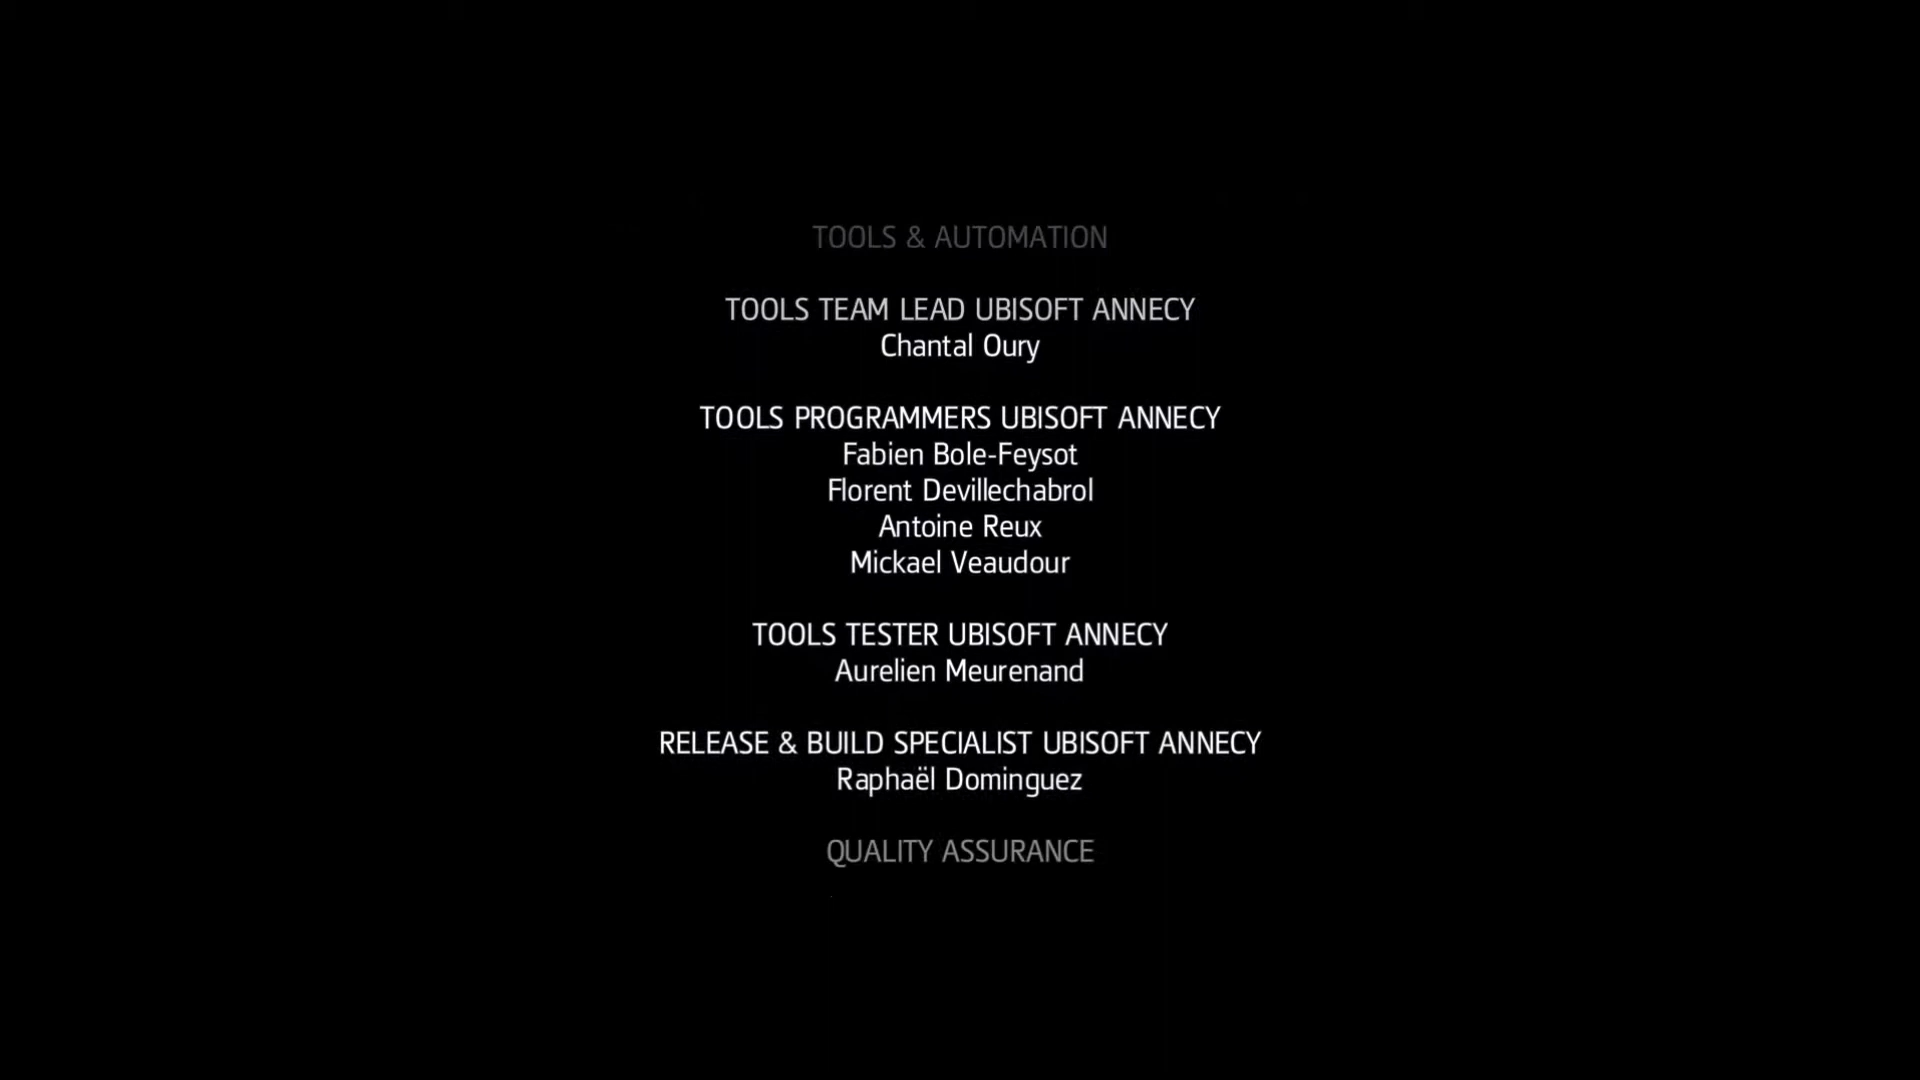 TOOLS & AUTOMATION
TOOLS TEAM LEAD UBISOFT ANNECY
Chantal Oury
TOOLS PROGRAMMERS UBISOFT ANNECY
Fabien Bole-Feysot
Florent Devillechabrol
Antoine Reux
Mickael Veaudour
TOOLS TESTER UBISOFT ANNECY
Aurelien Meurenand
RELEASE & BUILD SPECIALIST UBISOFT ANNECY
Raphaël Dominguez
QUALITY ASSURANCE